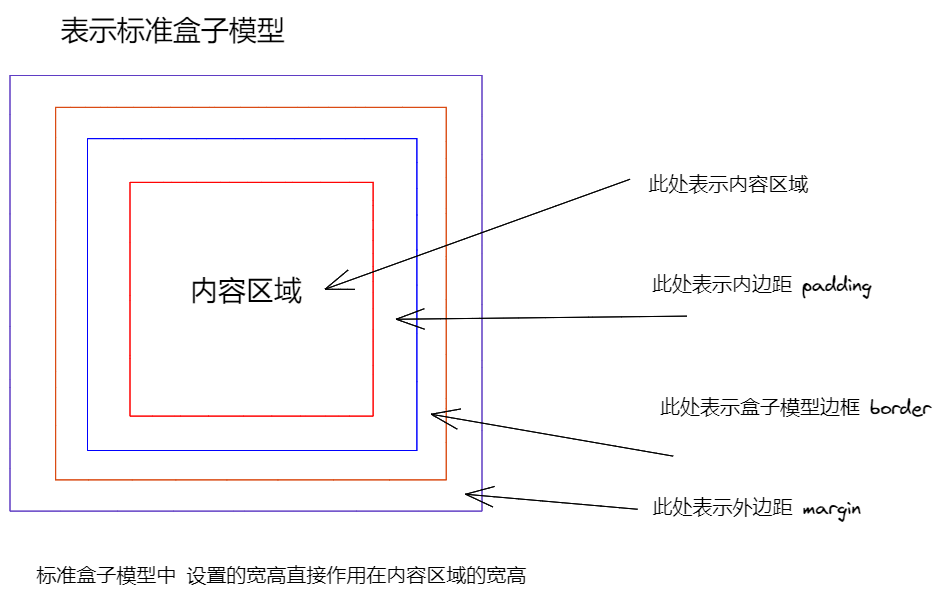 表示标准盒子模型
此处表示内容区域
内容区域
此处表示内边距 padding
此处表示盒子模型边框 border
此处表示外边距 margin
标准盒子模型中 设置的宽高直接作用在内容区域的宽高